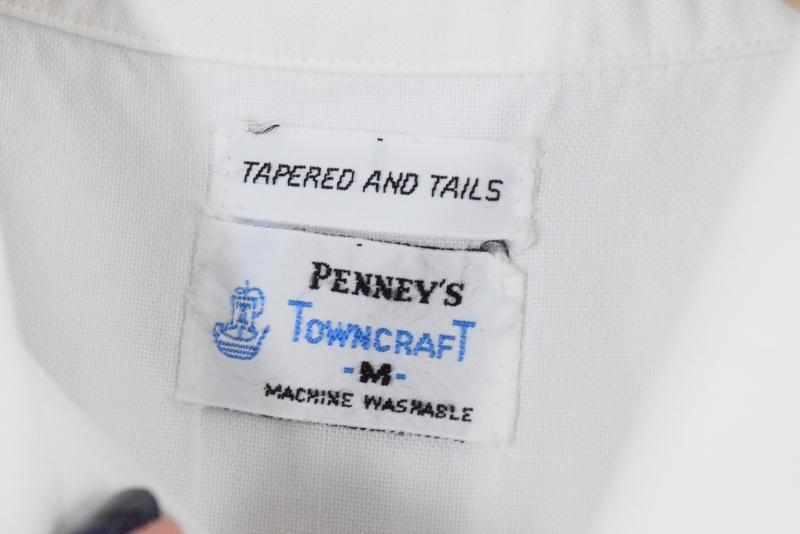 TAPERED AND TAILS
PENNEY'S
TOWNCRAFT
-M-
MACHINE WASHABLE